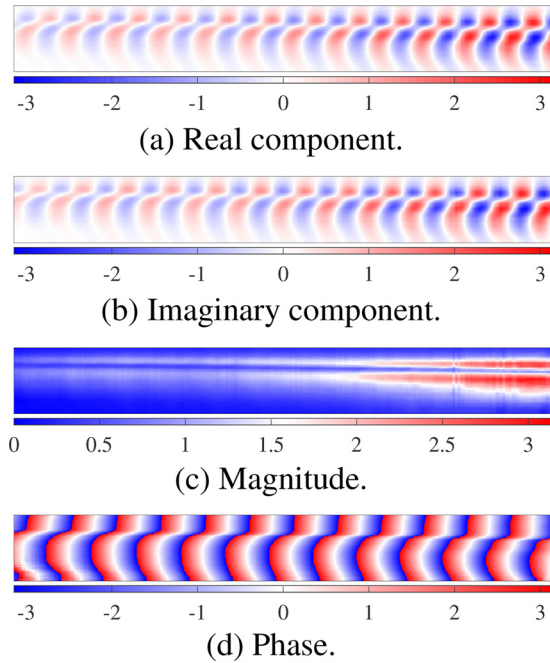 -3 -2 -1 0 1 2 3
(a) Real component.
-3 -2 -1 0 1 2 3
(b) Imaginary component.
0 0.5 1 1.5 2 2.5 3
(c) Magnitude.
-3 -2 -1 0 1 2 3
(d) Phase.